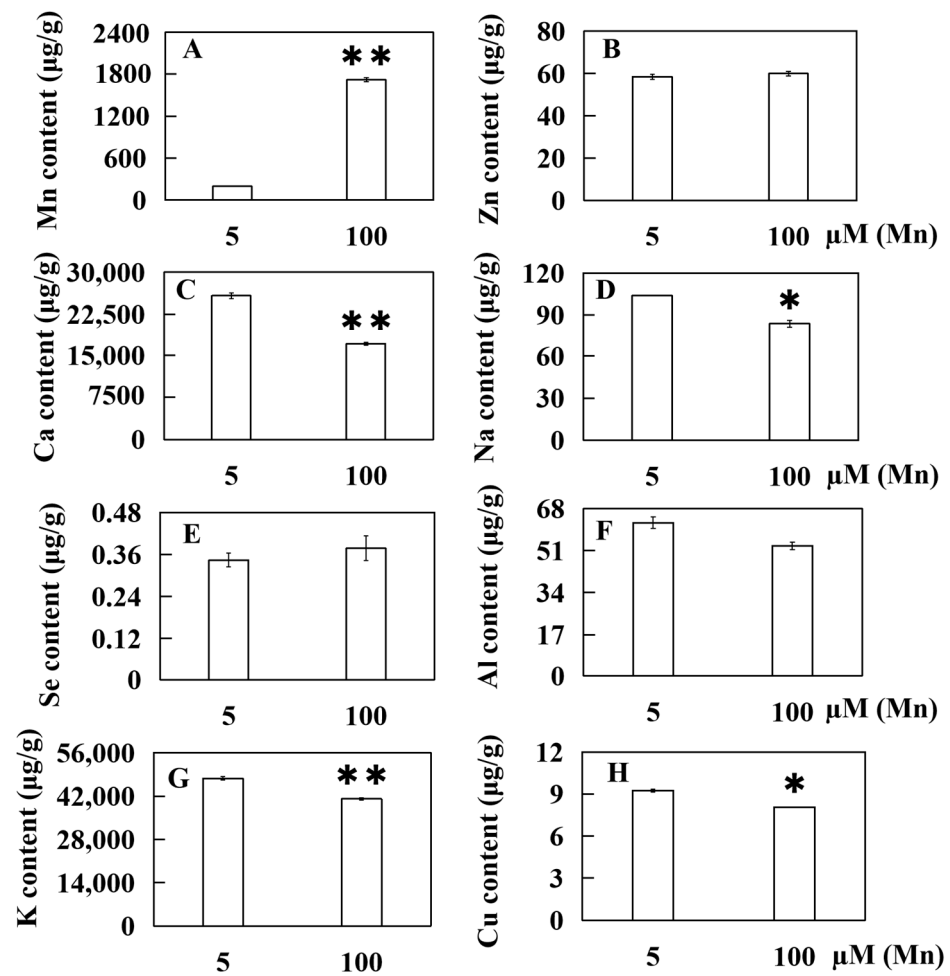 Mn content (µg/g)
2400
1800
1200
600
0
A
**
5 100
Zn content (µg/g)
80
60
40
20
0
B
5 100 µM (Mn)
Ca content (µg/g)
30,000
22,500
15,000
7500
0
C
**
5 100
Na content (µg/g)
120
90
60
30
0
D
*
5 100 µM (Mn)
Se content (µg/g)
0.48
0.36
0.24
0.12
0
E
5 100
Al content (µg/g)
68
51
34
17
0
F
5 100 µM (Mn)
K content (µg/g)
56,000
42,000
28,000
14,000
0
G
**
5 100
Cu content (µg/g)
12
9
6
3
0
H
*
5 100 µM (Mn)